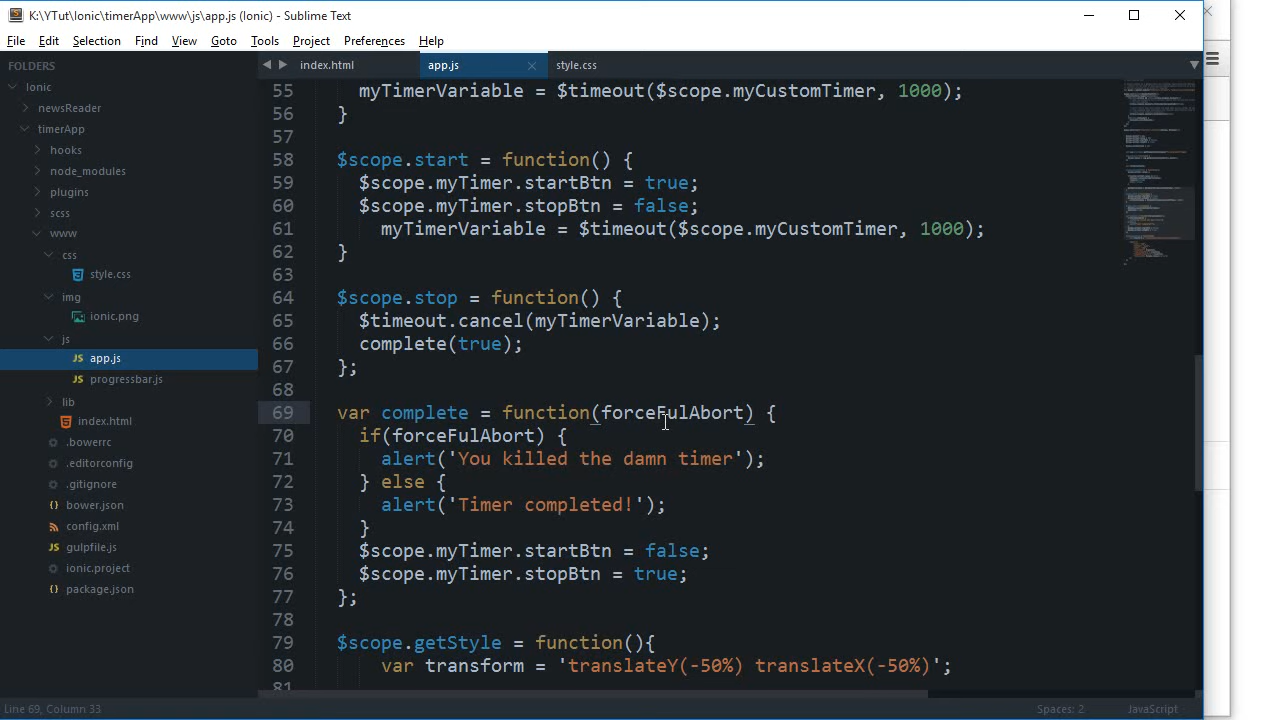 K:\YTut\Ionic\timerApp\www\js\app.js (Ionic) - Sublime Text
File Edit Selection Find View Goto Tools Project Preferences Help
FOLDERS
Ionic
newsReader
timerApp
hooks
node_modules
plugins
scss
www
css
style.css
img
ionic.png
js
app.js
progressbar.js
lib
index.html
.bowerrc
.editorconfig
.gitignore
bower.json
config.xml
gulpfile.js
ionic.project
package.json
index.html app.js style.css
55 myTimerVariable = $timeout($scope.myCustomTimer, 1000);
56 }
57
58 $scope.start = function() {
59 $scope.myTimer.startBtn = true;
60 $scope.myTimer.stopBtn = false;
61 myTimerVariable = $timeout($scope.myCustomTimer, 1000);
62 }
63
64 $scope.stop = function() {
65 $timeout.cancel(myTimerVariable);
66 complete(true);
67 };
68
69 var complete = function(forceFulAbort) {
70 if(forceFulAbort) {
71 alert('You killed the damn timer');
72 } else {
73 alert('Timer completed!');
74 }
75 $scope.myTimer.startBtn = false;
76 $scope.myTimer.stopBtn = true;
77 };
78
79 $scope.getStyle = function(){
80 var transform = 'translateY(-50%) translateX(-50%)';
81
Line 69, Column 33
Spaces: 2
JavaScript